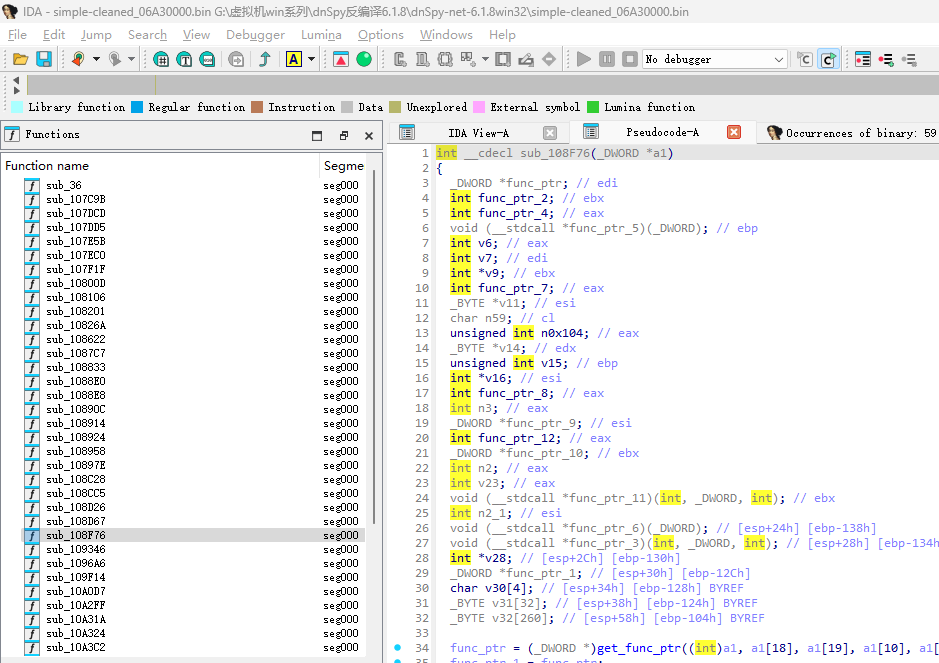 IDA - simple-cleaned_06A30000.bin G:\虚拟机win系列\dnSpy反编译6.1.8\dnSpy-net-6.1.8win32\simple-cleaned_06A30000.bin
File Edit Jump Search View Debugger Lumina Options Windows Help
No debugger
Library function Regular function Instruction Data Unexplored External symbol Lumina function
Functions
IDA View-A
Pseudocode-A
Occurrences of binary: 59
Function name Segme
sub_36 seg000
sub_107C9B seg000
sub_107DCD seg000
sub_107DD5 seg000
sub_107E5B seg000
sub_107EC0 seg000
sub_107F1F seg000
sub_10800D seg000
sub_108106 seg000
sub_108201 seg000
sub_10826A seg000
sub_108622 seg000
sub_1087C7 seg000
sub_108833 seg000
sub_1088E0 seg000
sub_1088E8 seg000
sub_10890C seg000
sub_108914 seg000
sub_108924 seg000
sub_108958 seg000
sub_10897E seg000
sub_108C28 seg000
sub_108CC5 seg000
sub_108D26 seg000
sub_108D67 seg000
sub_108F76 seg000
sub_109346 seg000
sub_1096A6 seg000
sub_109F14 seg000
sub_10A0D7 seg000
sub_10A2FF seg000
sub_10A31A seg000
sub_10A324 seg000
sub_10A3C2 seg000
1 int __cdecl sub_108F76(_DWORD *a1)
2 {
3 _DWORD *func_ptr; // edi
4 int func_ptr_2; // ebx
5 int func_ptr_4; // eax
6 void (__stdcall *func_ptr_5)(_DWORD); // ebp
7 int v6; // eax
8 int v7; // edi
9 int *v9; // ebx
10 int func_ptr_7; // eax
11 _BYTE *v11; // esi
12 char n59; // cl
13 unsigned int n0x104; // eax
14 _BYTE *v14; // edx
15 unsigned int v15; // ebp
16 int *v16; // esi
17 int func_ptr_8; // eax
18 int n3; // eax
19 _DWORD *func_ptr_9; // esi
20 int func_ptr_12; // eax
21 _DWORD *func_ptr_10; // ebx
22 int n2; // eax
23 int v23; // eax
24 void (__stdcall *func_ptr_11)(int, _DWORD, int); // ebx
25 int n2_1; // esi
26 void (__stdcall *func_ptr_6)(_DWORD); // [esp+24h] [ebp-138h]
27 void (__stdcall *func_ptr_3)(int, _DWORD, int); // [esp+28h] [ebp-134h
28 int *v28; // [esp+2Ch] [ebp-130h]
29 _DWORD *func_ptr_1; // [esp+30h] [ebp-12Ch]
30 char v30[4]; // [esp+34h] [ebp-128h] BYREF
31 _BYTE v31[32]; // [esp+38h] [ebp-124h] BYREF
32 _BYTE v32[260]; // [esp+58h] [ebp-104h] BYREF
33
34 func_ptr = (_DWORD *)get_func_ptr((int)a1, a1[18], a1[19], a1[10], a1[
35 func_ptr_1 = func_ptr;